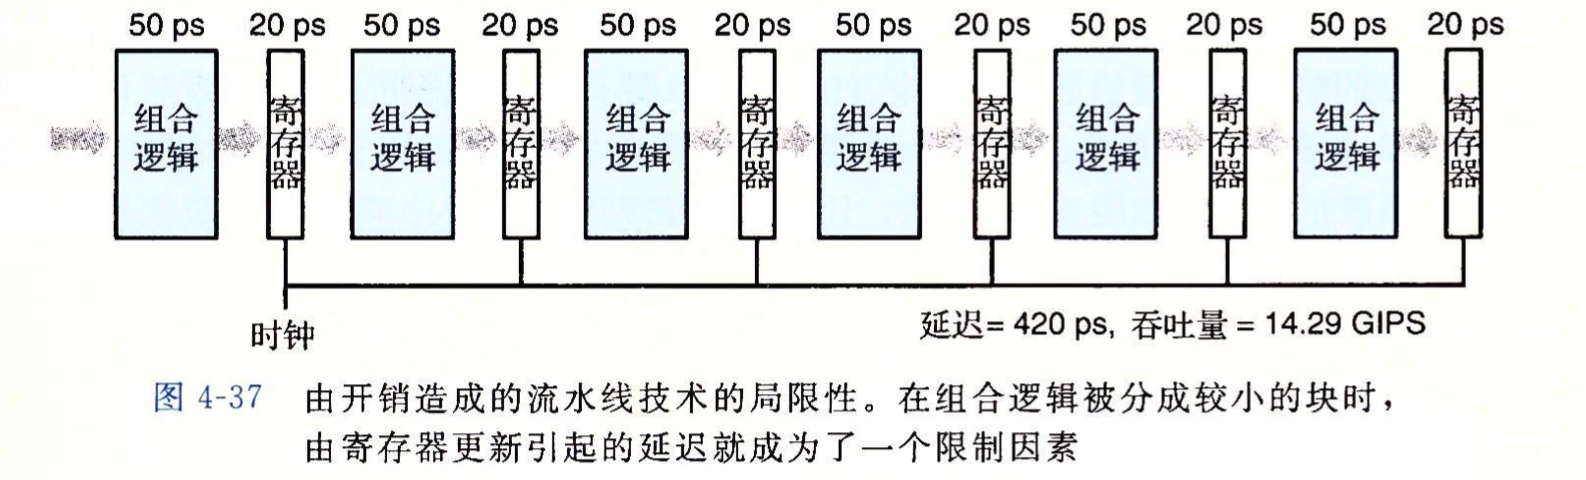 50 ps 20 ps 50 ps 20 ps 50 ps 20 ps 50 ps 20 ps 50 ps 20 ps 50 ps 20 ps
组合逻辑
寄存器
组合逻辑
寄存器
组合逻辑
寄存器
组合逻辑
寄存器
组合逻辑
寄存器
组合逻辑
寄存器
时钟
延迟= 420 ps, 吞吐量 = 14.29 GIPS
图 4-37 由开销造成的流水线技术的局限性。在组合逻辑被分成较小的块时，
由寄存器更新引起的延迟就成为了一个限制因素